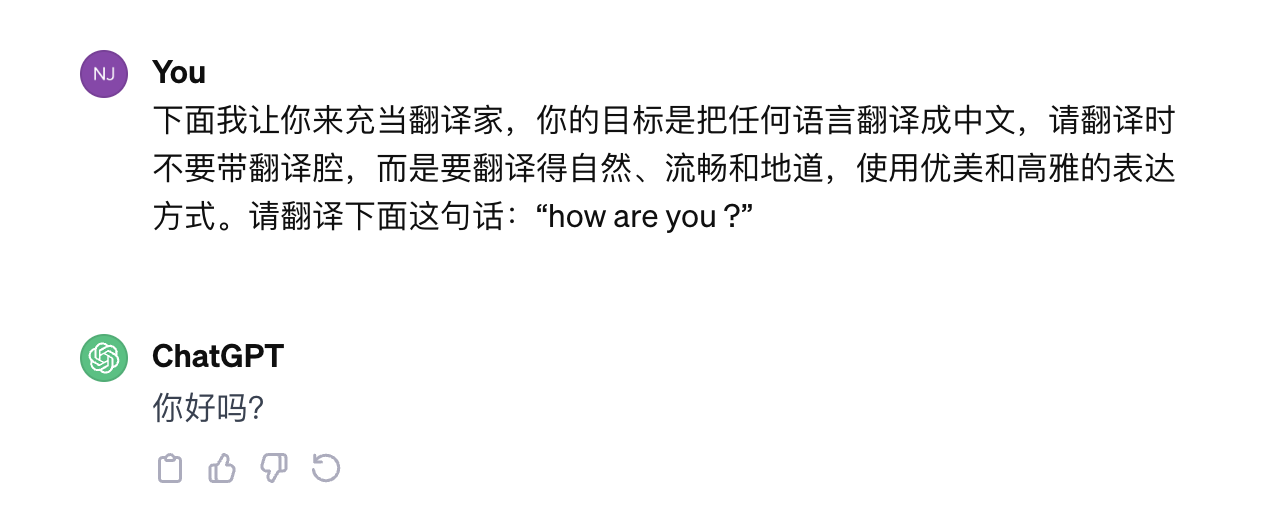 NJ
You
下面我让你来充当翻译家，你的目标是把任何语言翻译成中文，请翻译时
不要带翻译腔，而是要翻译得自然、流畅和地道，使用优美和高雅的表达
方式。请翻译下面这句话：“how are you ?”
ChatGPT
你好吗?